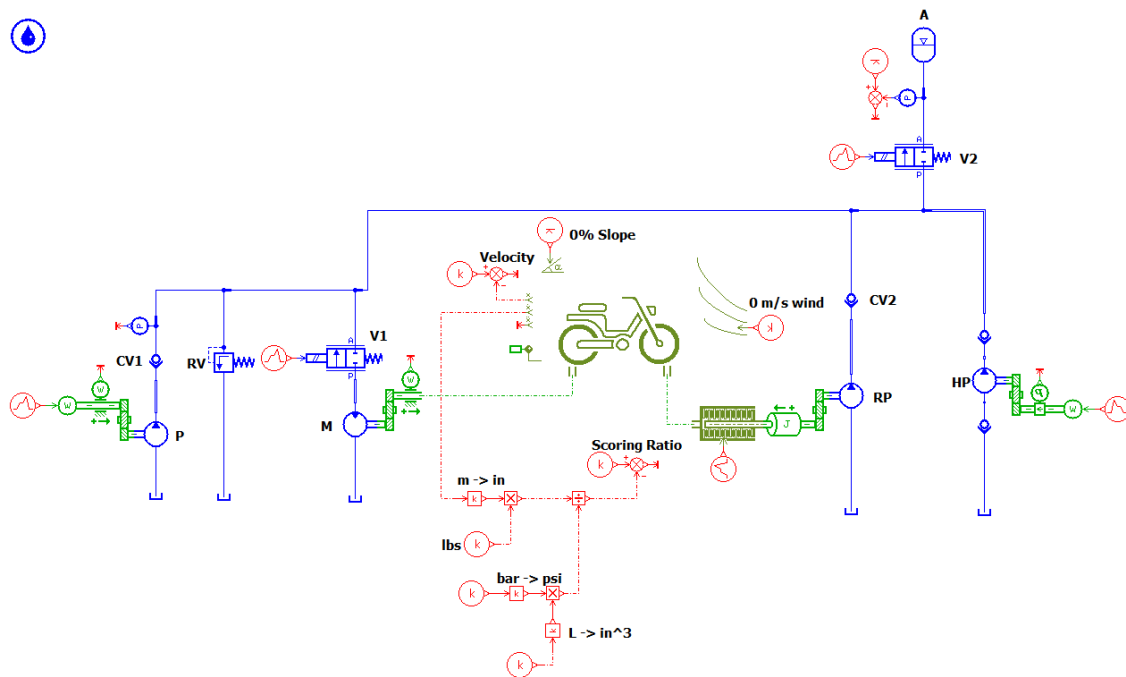 A
V2
0% Slope
Velocity
k
0 m/s wind
CV2
V1
CV1
RV
HP
RP
P
M
Scoring Ratio
k
m -> in
k
lbs
k
bar -> psi
k
k
L -> in^3
k